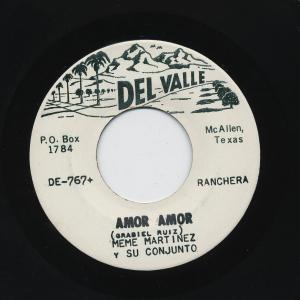 DEL VALLE
P.O. Box
1784
McAllen,
Texas
DE-767+
RANCHERA
AMOR AMOR
(GRABIEL RUIZ)
MEME MARTINEZ
Y SU CONJUNTO